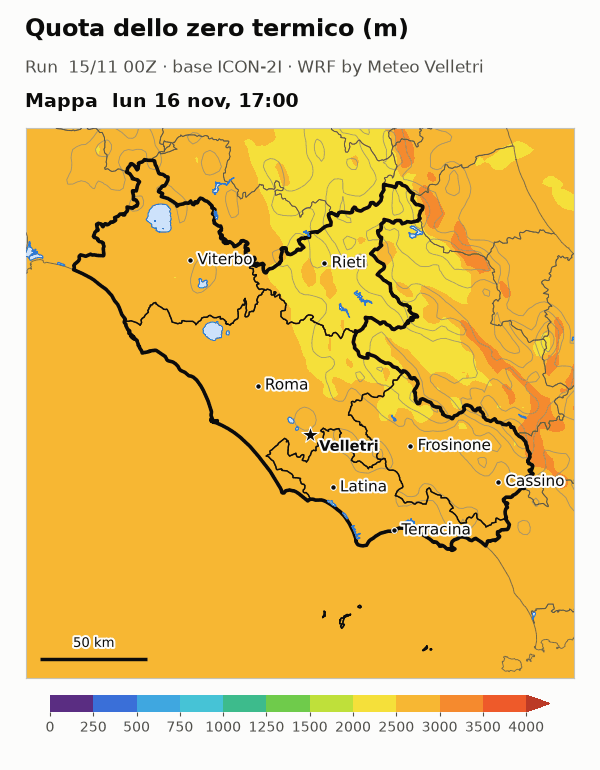 Quota dello zero termico (m)
Run 15/11 00Z · base ICON-2I · WRF by Meteo Velletri
Mappa lun 16 nov, 17:00
Viterbo
Rieti
Roma
Velletri
Frosinone
Latina
Cassino
Terracina
50 km
0 250 500 750 1000 1250 1500 2000 2500 3000 3500 4000